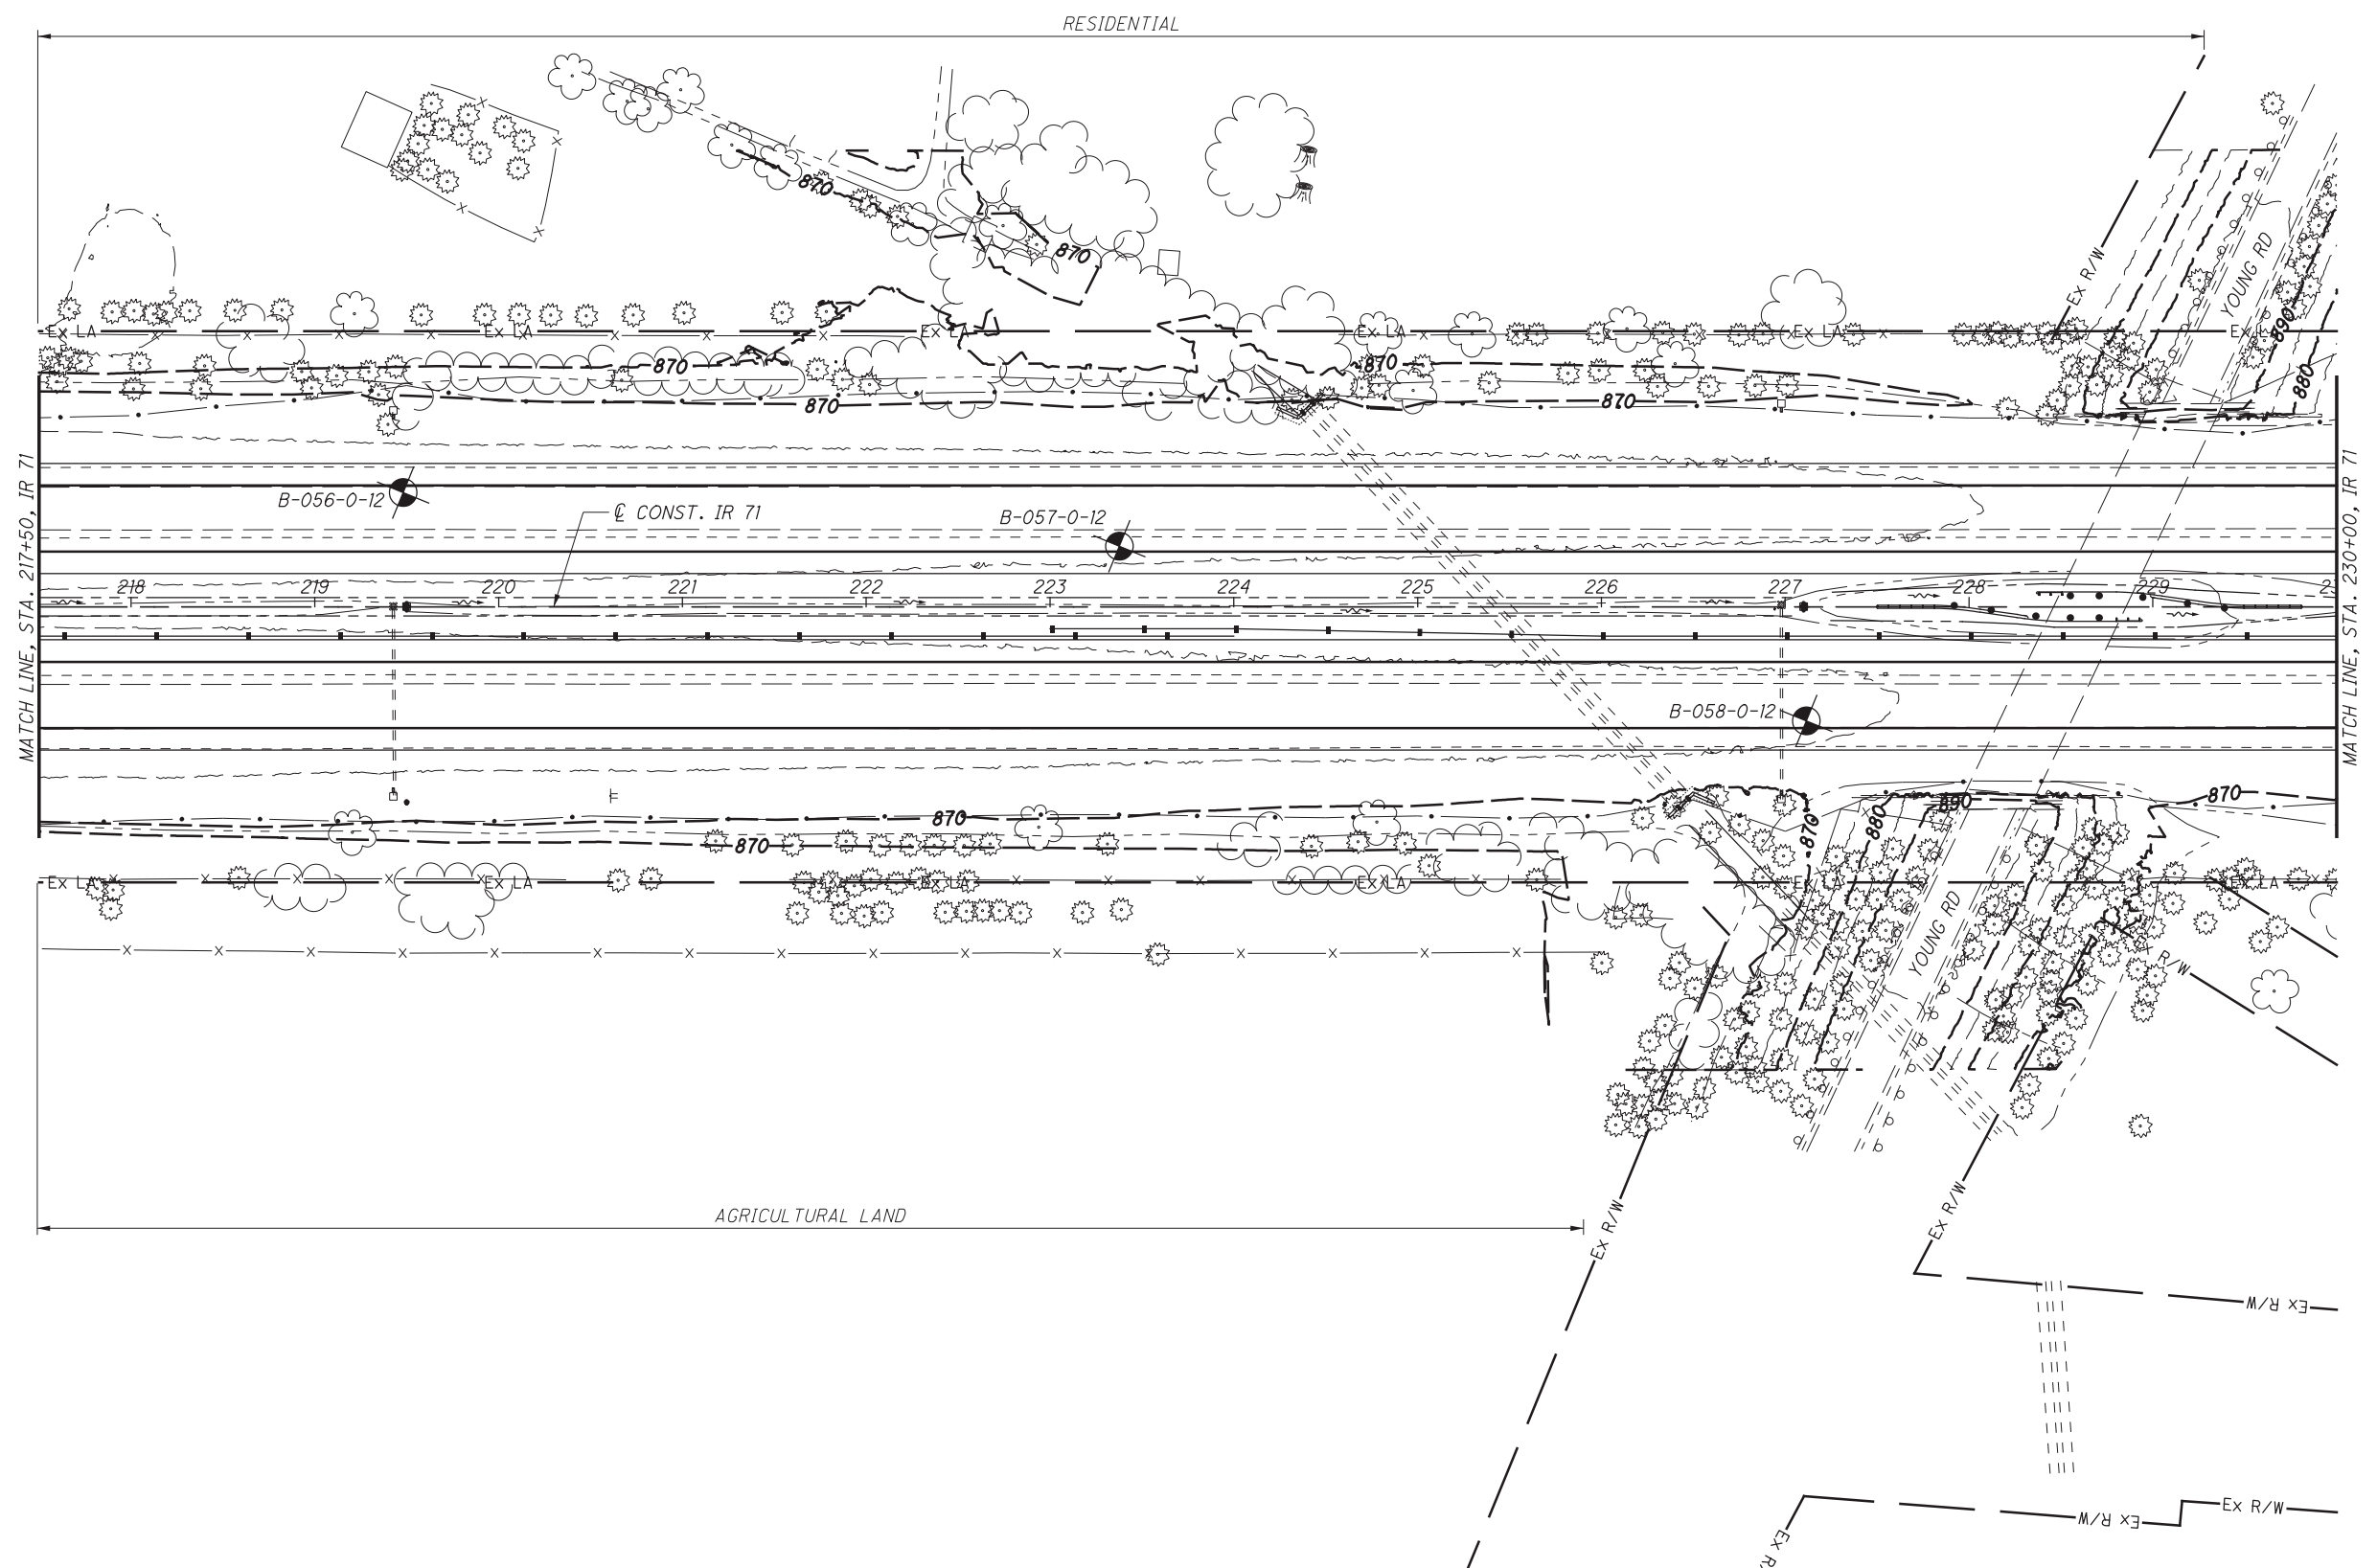 RESIDENTIAL
870
870
YOUNG RD
Ex R/W
Ex LA
Ex LA
Ex LA
Ex LA
Ex LA
890
870
870
880
870
870
MATCH LINE, STA. 217+50, IR 71
MATCH LINE, STA. 230+00, IR 71
B-056-0-12
℄ CONST. IR 71
B-057-0-12
218
219
220
221
222
223
224
225
226
227
228
229
B-058-0-12
870
890
870
880
870
870
Ex LA
Ex LA
Ex LA
Ex LA
Ex LA
Ex LA
YOUNG RD
Ex R/W
AGRICULTURAL LAND
Ex R/W
Ex R/W
Ex R/W
Ex R/W
Ex R/W